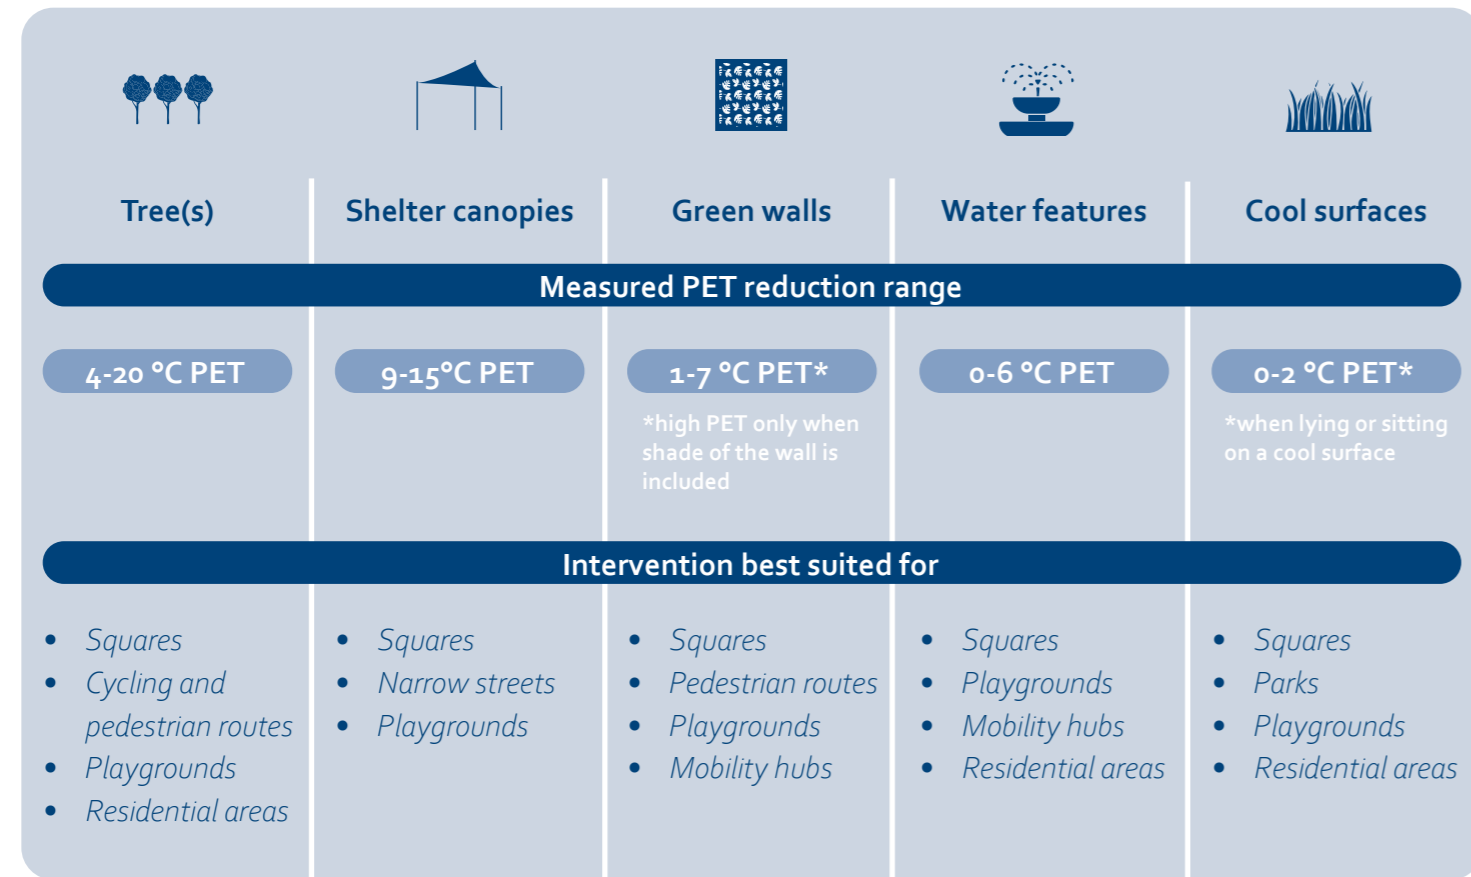 Tree(s)
Shelter canopies
Green walls
Water features
Cool surfaces
Measured PET reduction range
4-20 °C PET
9-15°C PET
1-7 °C PET*
0-6 °C PET
0-2 °C PET*
*high PET only when
shade of the wall is
included
*when lying or sitting
on a cool surface
Intervention best suited for
• Squares
• Cycling and
pedestrian routes
• Playgrounds
• Residential areas
• Squares
• Narrow streets
• Playgrounds
• Squares
• Pedestrian routes
• Playgrounds
• Mobility hubs
• Squares
• Playgrounds
• Mobility hubs
• Residential areas
• Squares
• Parks
• Playgrounds
• Residential areas